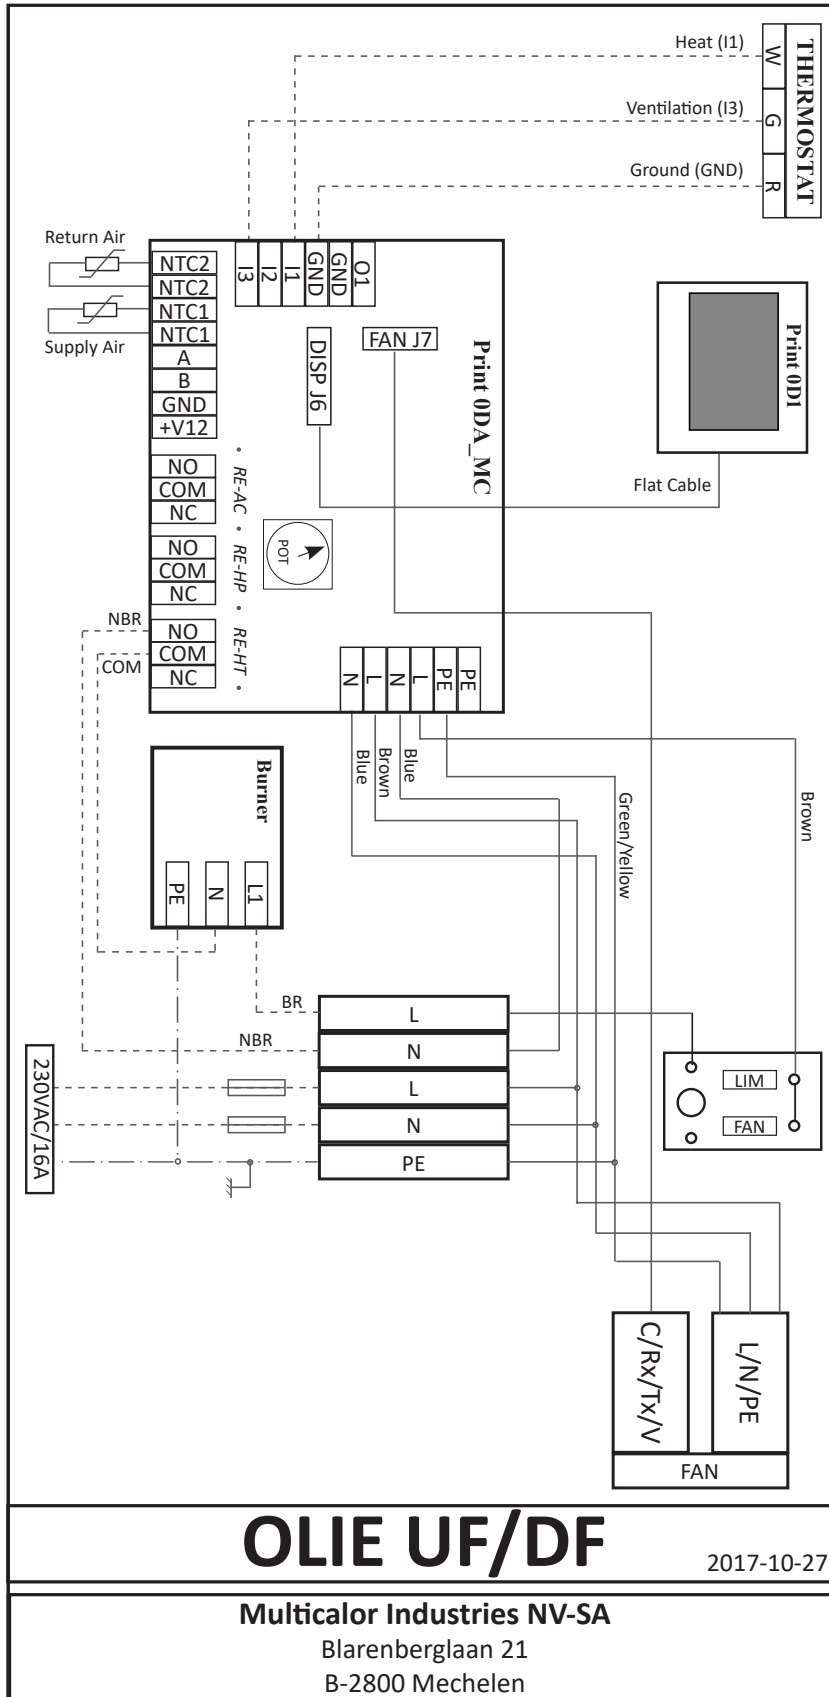 Heat (I1)
Ventilation (I3)
Ground (GND)
W
G
R
THERMOSTAT
Return Air
Supply Air
NTC2
NTC2
NTC1
NTC1
A
B
GND
+V12
NO
COM
NC
NO
COM
NC
NO
COM
NC
I3
I2
I1
GND
GND
O1
DISP J6
FAN J7
Print 0DA_MC
Print 0D1
Flat Cable
• RE-AC • RE-HP • RE-HT •
POT
NBR
COM
N
L
N
L
PE
PE
Blue
Brown
Blue
Green/Yellow
Brown
Burner
PE
N
L1
BR
NBR
L
N
L
N
PE
230VAC/16A
LIM
FAN
C/Rx/Tx/V
L/N/PE
FAN
OLIE UF/DF
2017-10-27
Multicalor Industries NV-SA
Blarenberglaan 21
B-2800 Mechelen